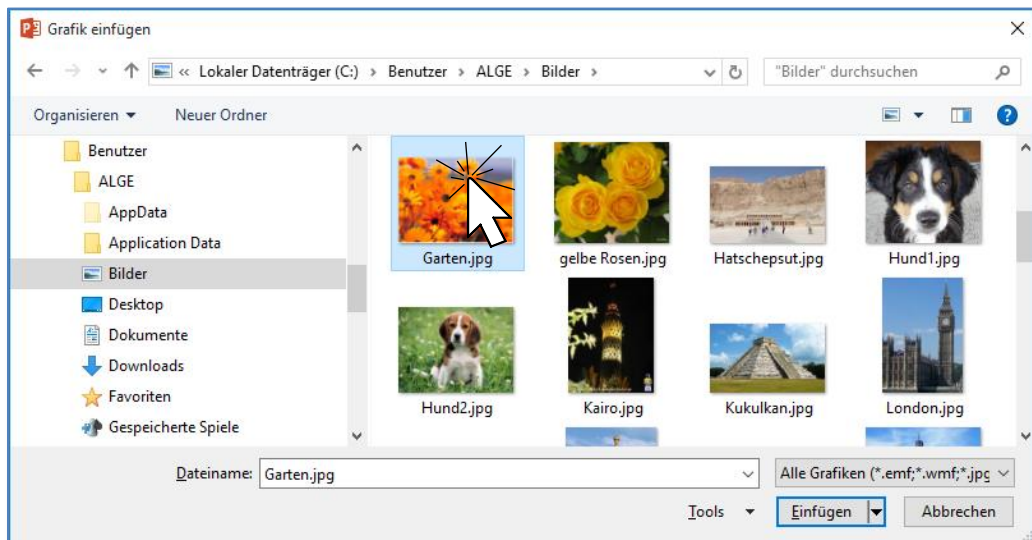 Grafik einfügen
« Lokaler Datenträger (C:) › Benutzer › ALGE › Bilder ›
"Bilder" durchsuchen
Organisieren
Neuer Ordner
Benutzer
ALGE
AppData
Application Data
Bilder
Desktop
Dokumente
Downloads
Favoriten
Gespeicherte Spiele
Garten.jpg
gelbe Rosen.jpg
Hatschepsut.jpg
Hund1.jpg
Hund2.jpg
Kairo.jpg
Kukulkan.jpg
London.jpg
Dateiname: Garten.jpg
Alle Grafiken (*.emf;*.wmf;*.jpg
Tools
Einfügen
Abbrechen